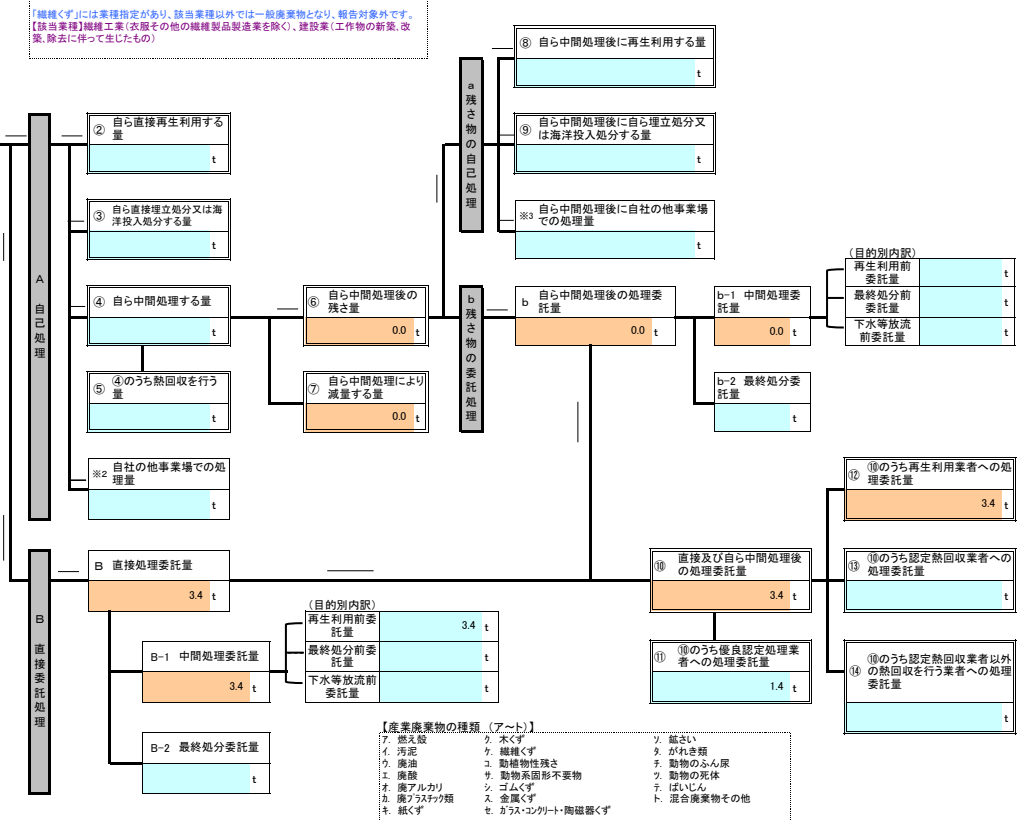 「繊維くず」には業種指定があり、該当業種以外では一般廃棄物となり、報告対象外です。
【該当業種】繊維工業(衣服その他の繊維製品製造業を除く)、建設業(工作物の新築、改
築、除去に伴って生じたもの)
⑧ 自ら中間処理後に再生利用する量
t
a 残さ物の自己処理
② 自ら直接再生利用する
量
t
⑨ 自ら中間処理後に自ら埋立処分又
は海洋投入処分する量
t
③ 自ら直接埋立処分又は海
洋投入処分する量
t
※3 自ら中間処理後に自社の他事業場
での処理量
t
A 自己処理
④ 自ら中間処理する量
t
⑥ 自ら中間処理後の
残さ量
0.0 t
b 残さ物の委託処理
b 自ら中間処理後の処理委
託量
0.0 t
b-1 中間処理委
託量
0.0 t
(目的別内訳)
再生利用前
委託量 t
最終処分前
委託量 t
下水等放流
前委託量 t
⑤ ④のうち熱回収を行う
量
t
⑦ 自ら中間処理により
減量する量
0.0 t
b-2 最終処分委
託量
t
※2 自社の他事業場での処
理量
t
⑫ ⑩のうち再生利用業者への処
理委託量
3.4 t
B 直接委託処理
B 直接処理委託量
3.4 t
⑩ 直接及び自ら中間処理後
の処理委託量
3.4 t
⑬ ⑩のうち認定熱回収業者への
処理委託量
t
B-1 中間処理委託量
3.4 t
(目的別内訳)
再生利用前委
託量 3.4 t
最終処分前委
託量 t
下水等放流前
委託量 t
⑪ ⑩のうち優良認定処理業
者への処理委託量
1.4 t
⑭ ⑩のうち認定熱回収業者以外
の熱回収を行う業者への処理
委託量
t
B-2 最終処分委託量
t
【産業廃棄物の種類 (ア~ト)】
ア. 燃え殻 ク. 木くず ソ. 鉱さい
イ. 汚泥 ケ. 繊維くず タ. がれき類
ウ. 廃油 コ. 動植物性残さ チ. 動物のふん尿
エ. 廃酸 サ. 動物系固形不要物 ツ. 動物の死体
オ. 廃アルカリ シ. ゴムくず テ. ばいじん
カ. 廃プラスチック類 ス. 金属くず ト. 混合廃棄物その他
キ. 紙くず セ. ガラス・コンクリート・陶磁器くず